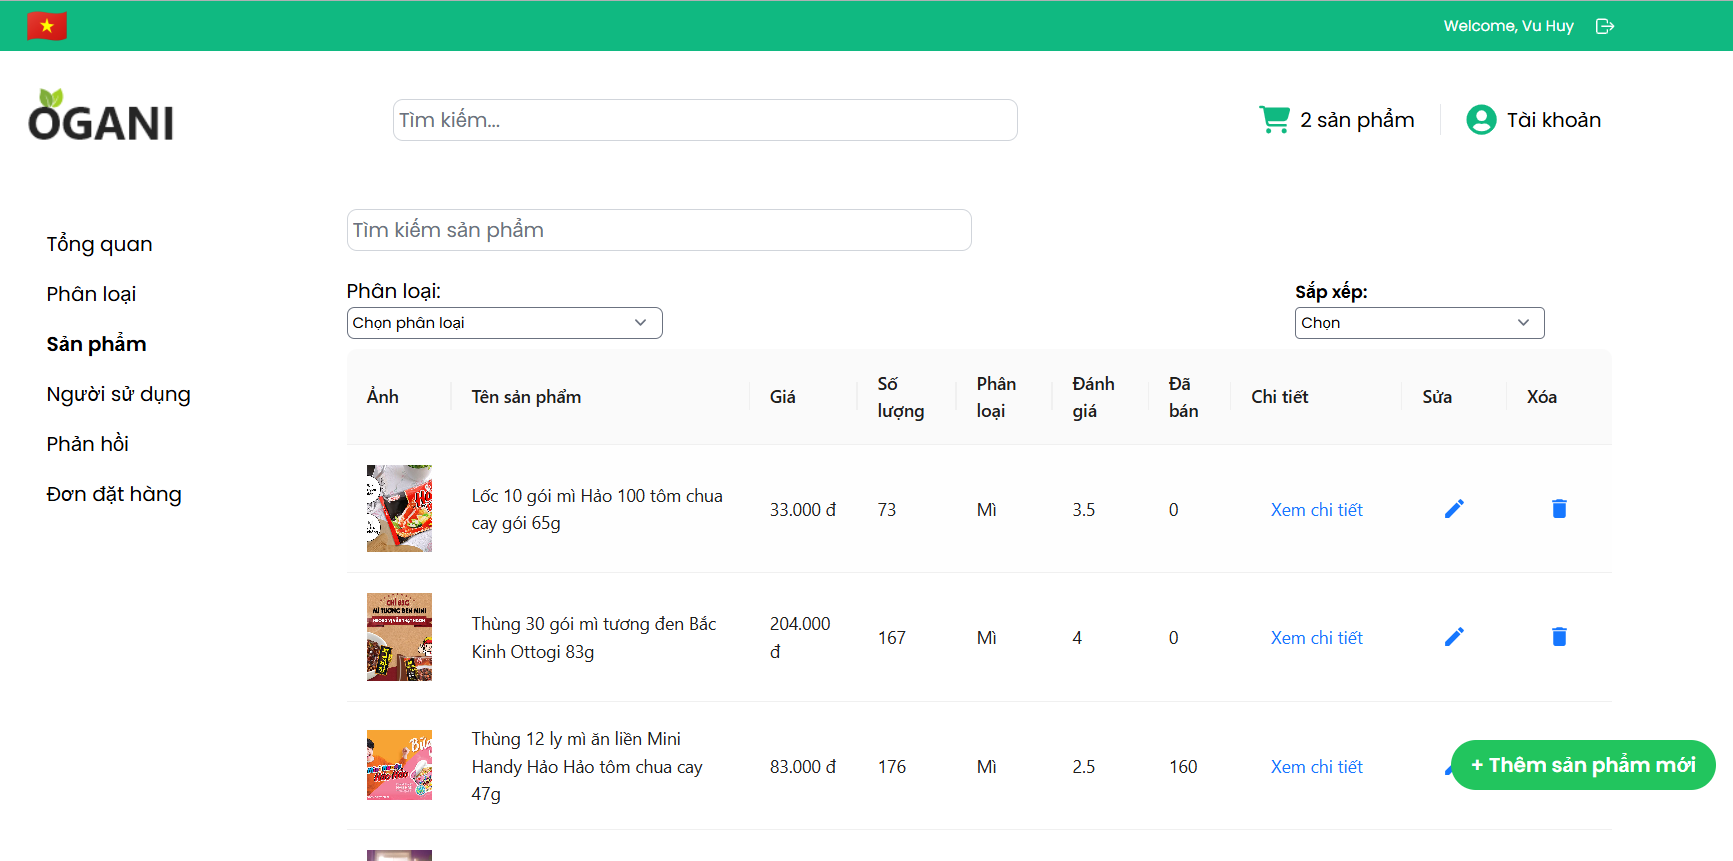 Welcome, Vu Huy
OGANI
Tìm kiếm...
2 sản phẩm
Tài khoản
Tổng quan
Phân loại
Sản phẩm
Người sử dụng
Phản hồi
Đơn đặt hàng
Tìm kiếm sản phẩm
Phân loại:
Chọn phân loại
Sắp xếp:
Chọn
Ảnh
Tên sản phẩm
Giá
Số
lượng
Phân
loại
Đánh
giá
Đã
bán
Chi tiết
Sửa
Xóa
Lốc 10 gói mì Hảo 100 tôm chua
cay gói 65g
33.000 đ
73
Mì
3.5
0
Xem chi tiết
CHỈ 83G
MÌ TƯƠNG ĐEN MINI
Thùng 30 gói mì tương đen Bắc
Kinh Ottogi 83g
204.000
đ
167
Mì
4
0
Xem chi tiết
Thùng 12 ly mì ăn liền Mini
Handy Hảo Hảo tôm chua cay
47g
83.000 đ
176
Mì
2.5
160
Xem chi tiết
+ Thêm sản phẩm mới